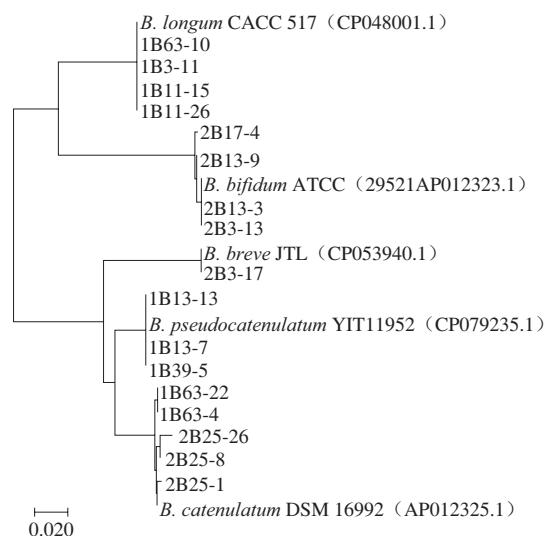 B. longum CACC 517（CP048001.1）
1B63-10
1B3-11
1B11-15
1B11-26
2B17-4
2B13-9
B. bifidum ATCC（29521AP012323.1）
2B13-3
2B3-13
B. breve JTL（CP053940.1）
2B3-17
1B13-13
B. pseudocatenulatum YIT11952（CP079235.1）
1B13-7
1B39-5
1B63-22
1B63-4
2B25-26
2B25-8
2B25-1
B. catenulatum DSM 16992（AP012325.1）
0.020